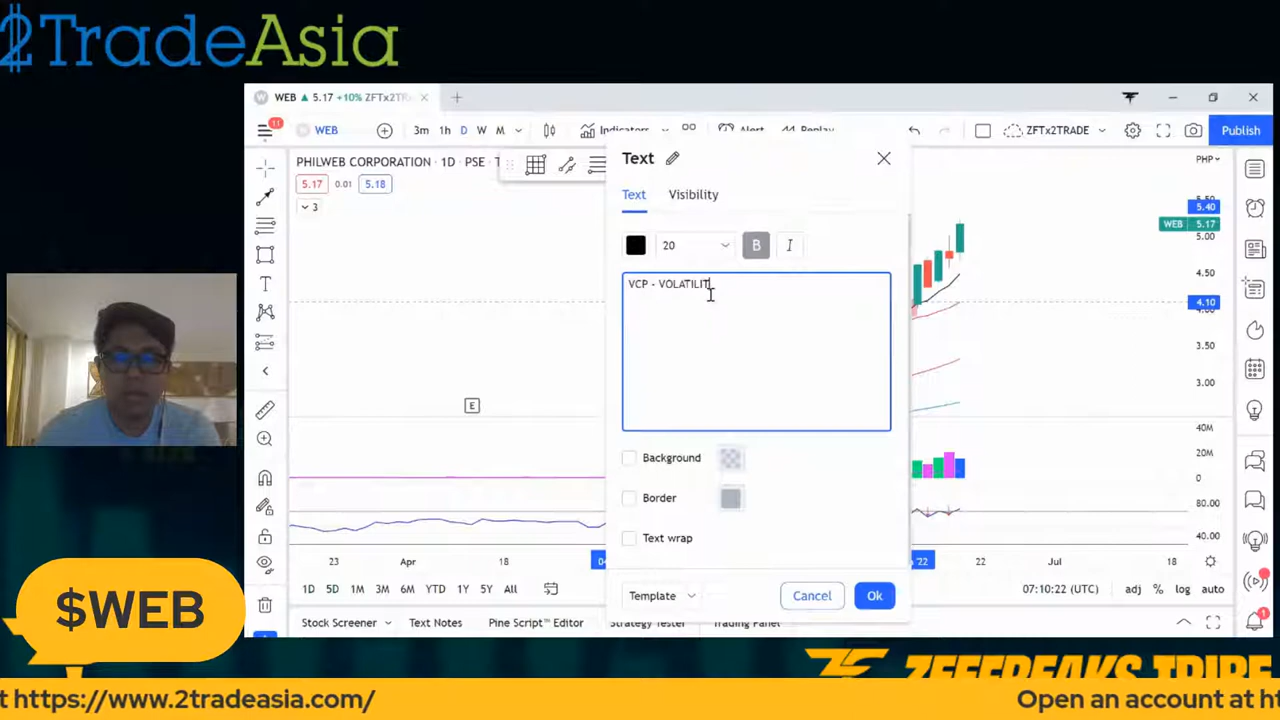 2TradeAsia
WEB 5.17 +10% ZFTx2TR
11
WEB
3m 1h D W M
Indicators
Alert
Replay
ZFTx2TRADE
Publish
PHILWEB CORPORATION · 1D · PSE
5.17 0.01 5.18
3
Text
Text Visibility
20 B I
VCP - VOLATILIT
Background
Border
Text wrap
Template Cancel Ok
PHP
5.40
WEB 5.17
5.00
4.50
4.10
3.50
3.00
40M
20M
0
80.00
40.00
E
23 Apr 18 '22 22 Jul 18
1D 5D 1M 3M 6M YTD 1Y 5Y All
07:10:22 (UTC) adj % log auto
Stock Screener Text Notes Pine Script™ Editor Strategy Tester Trading Panel
1
$WEB
ZEEFREAKS TRIBE
t https://www.2tradeasia.com/
Open an account at ht